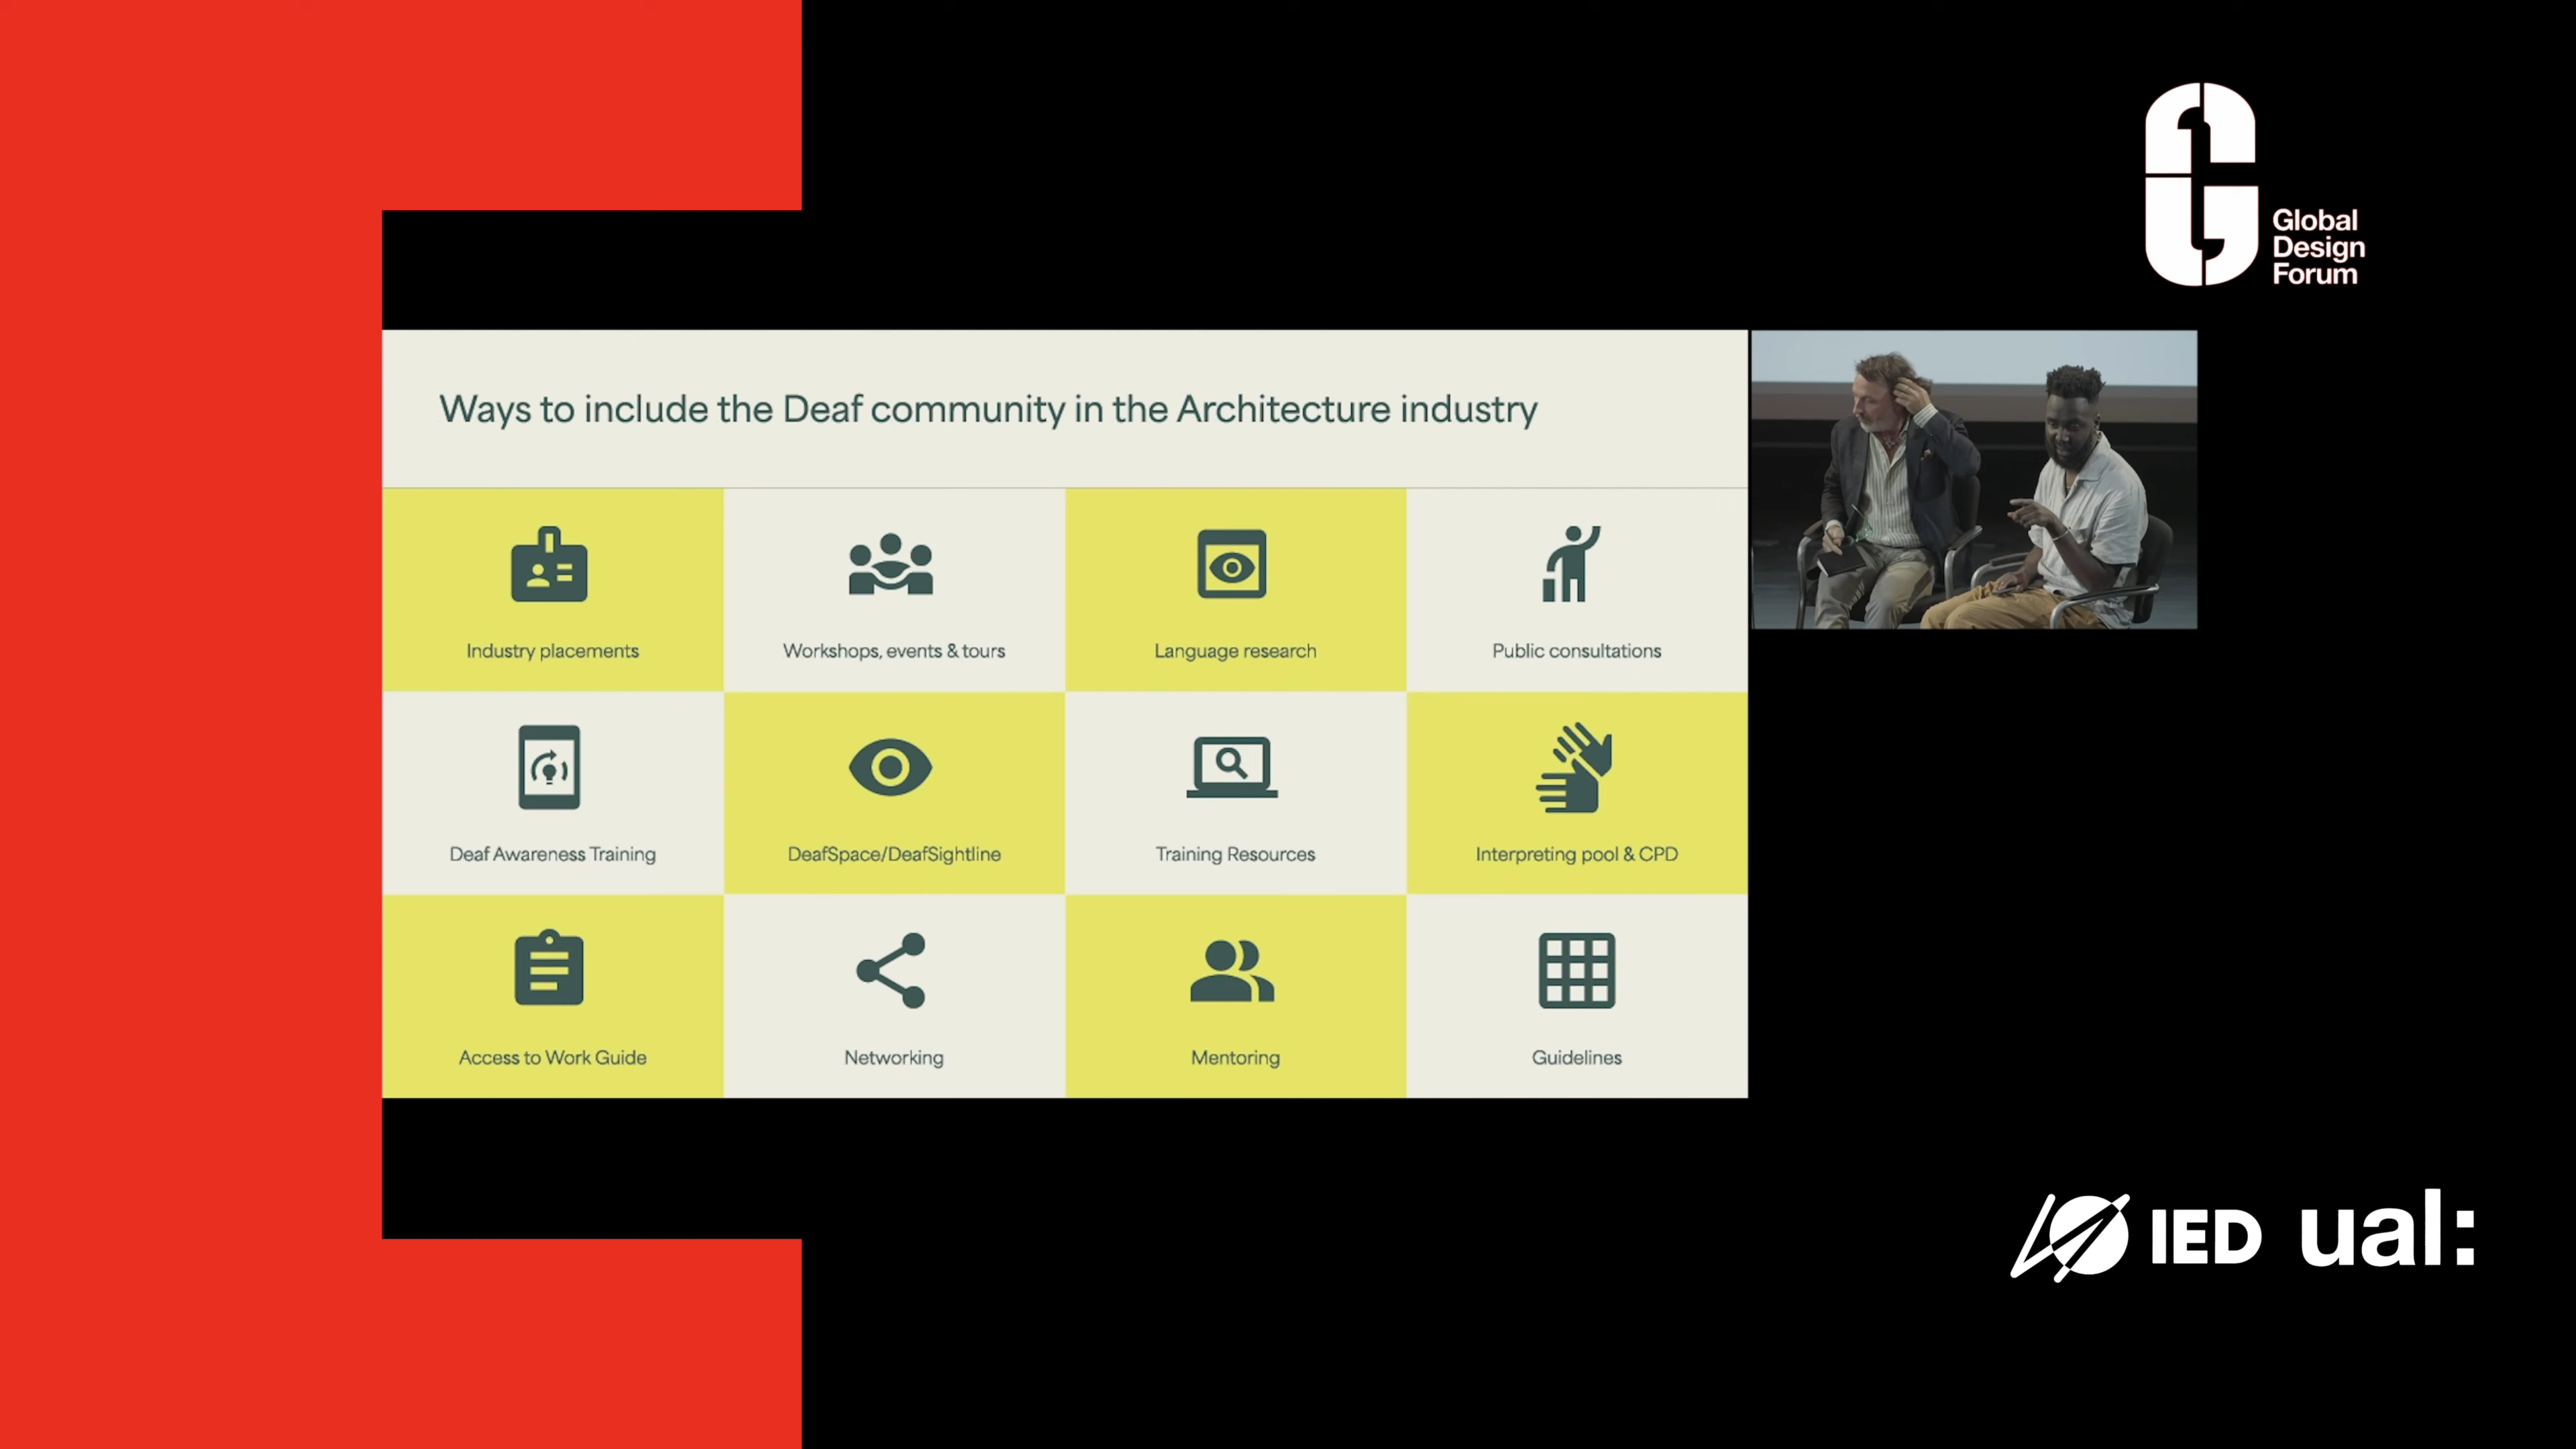 Global
Design
Forum
Ways to include the Deaf community in the Architecture industry
Industry placements
Workshops, events & tours
Language research
Public consultations
Deaf Awareness Training
DeafSpace/DeafSightline
Training Resources
Interpreting pool & CPD
Access to Work Guide
Networking
Mentoring
Guidelines
IED
ual: